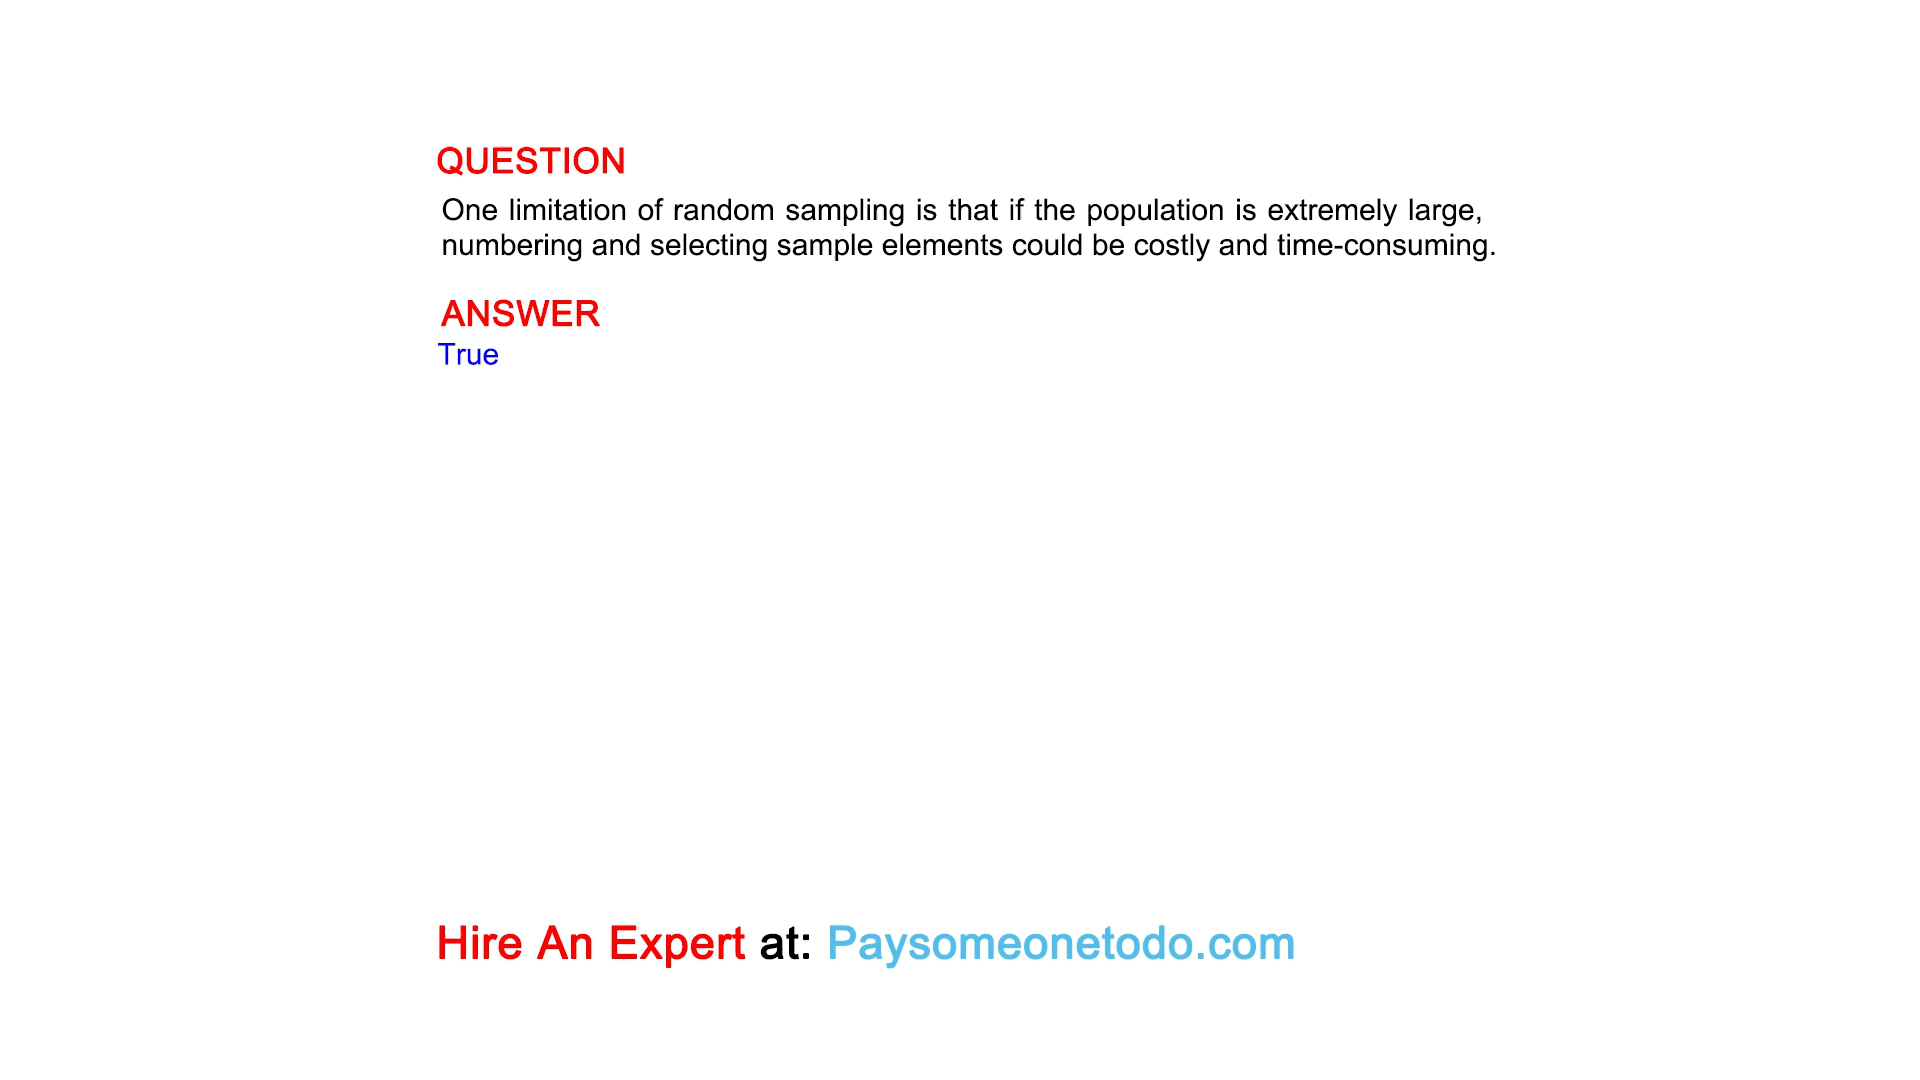 QUESTION
One limitation of random sampling is that if the population is extremely large,
numbering and selecting sample elements could be costly and time-consuming.
ANSWER
True
Hire An Expert at: Paysomeonetodo.com